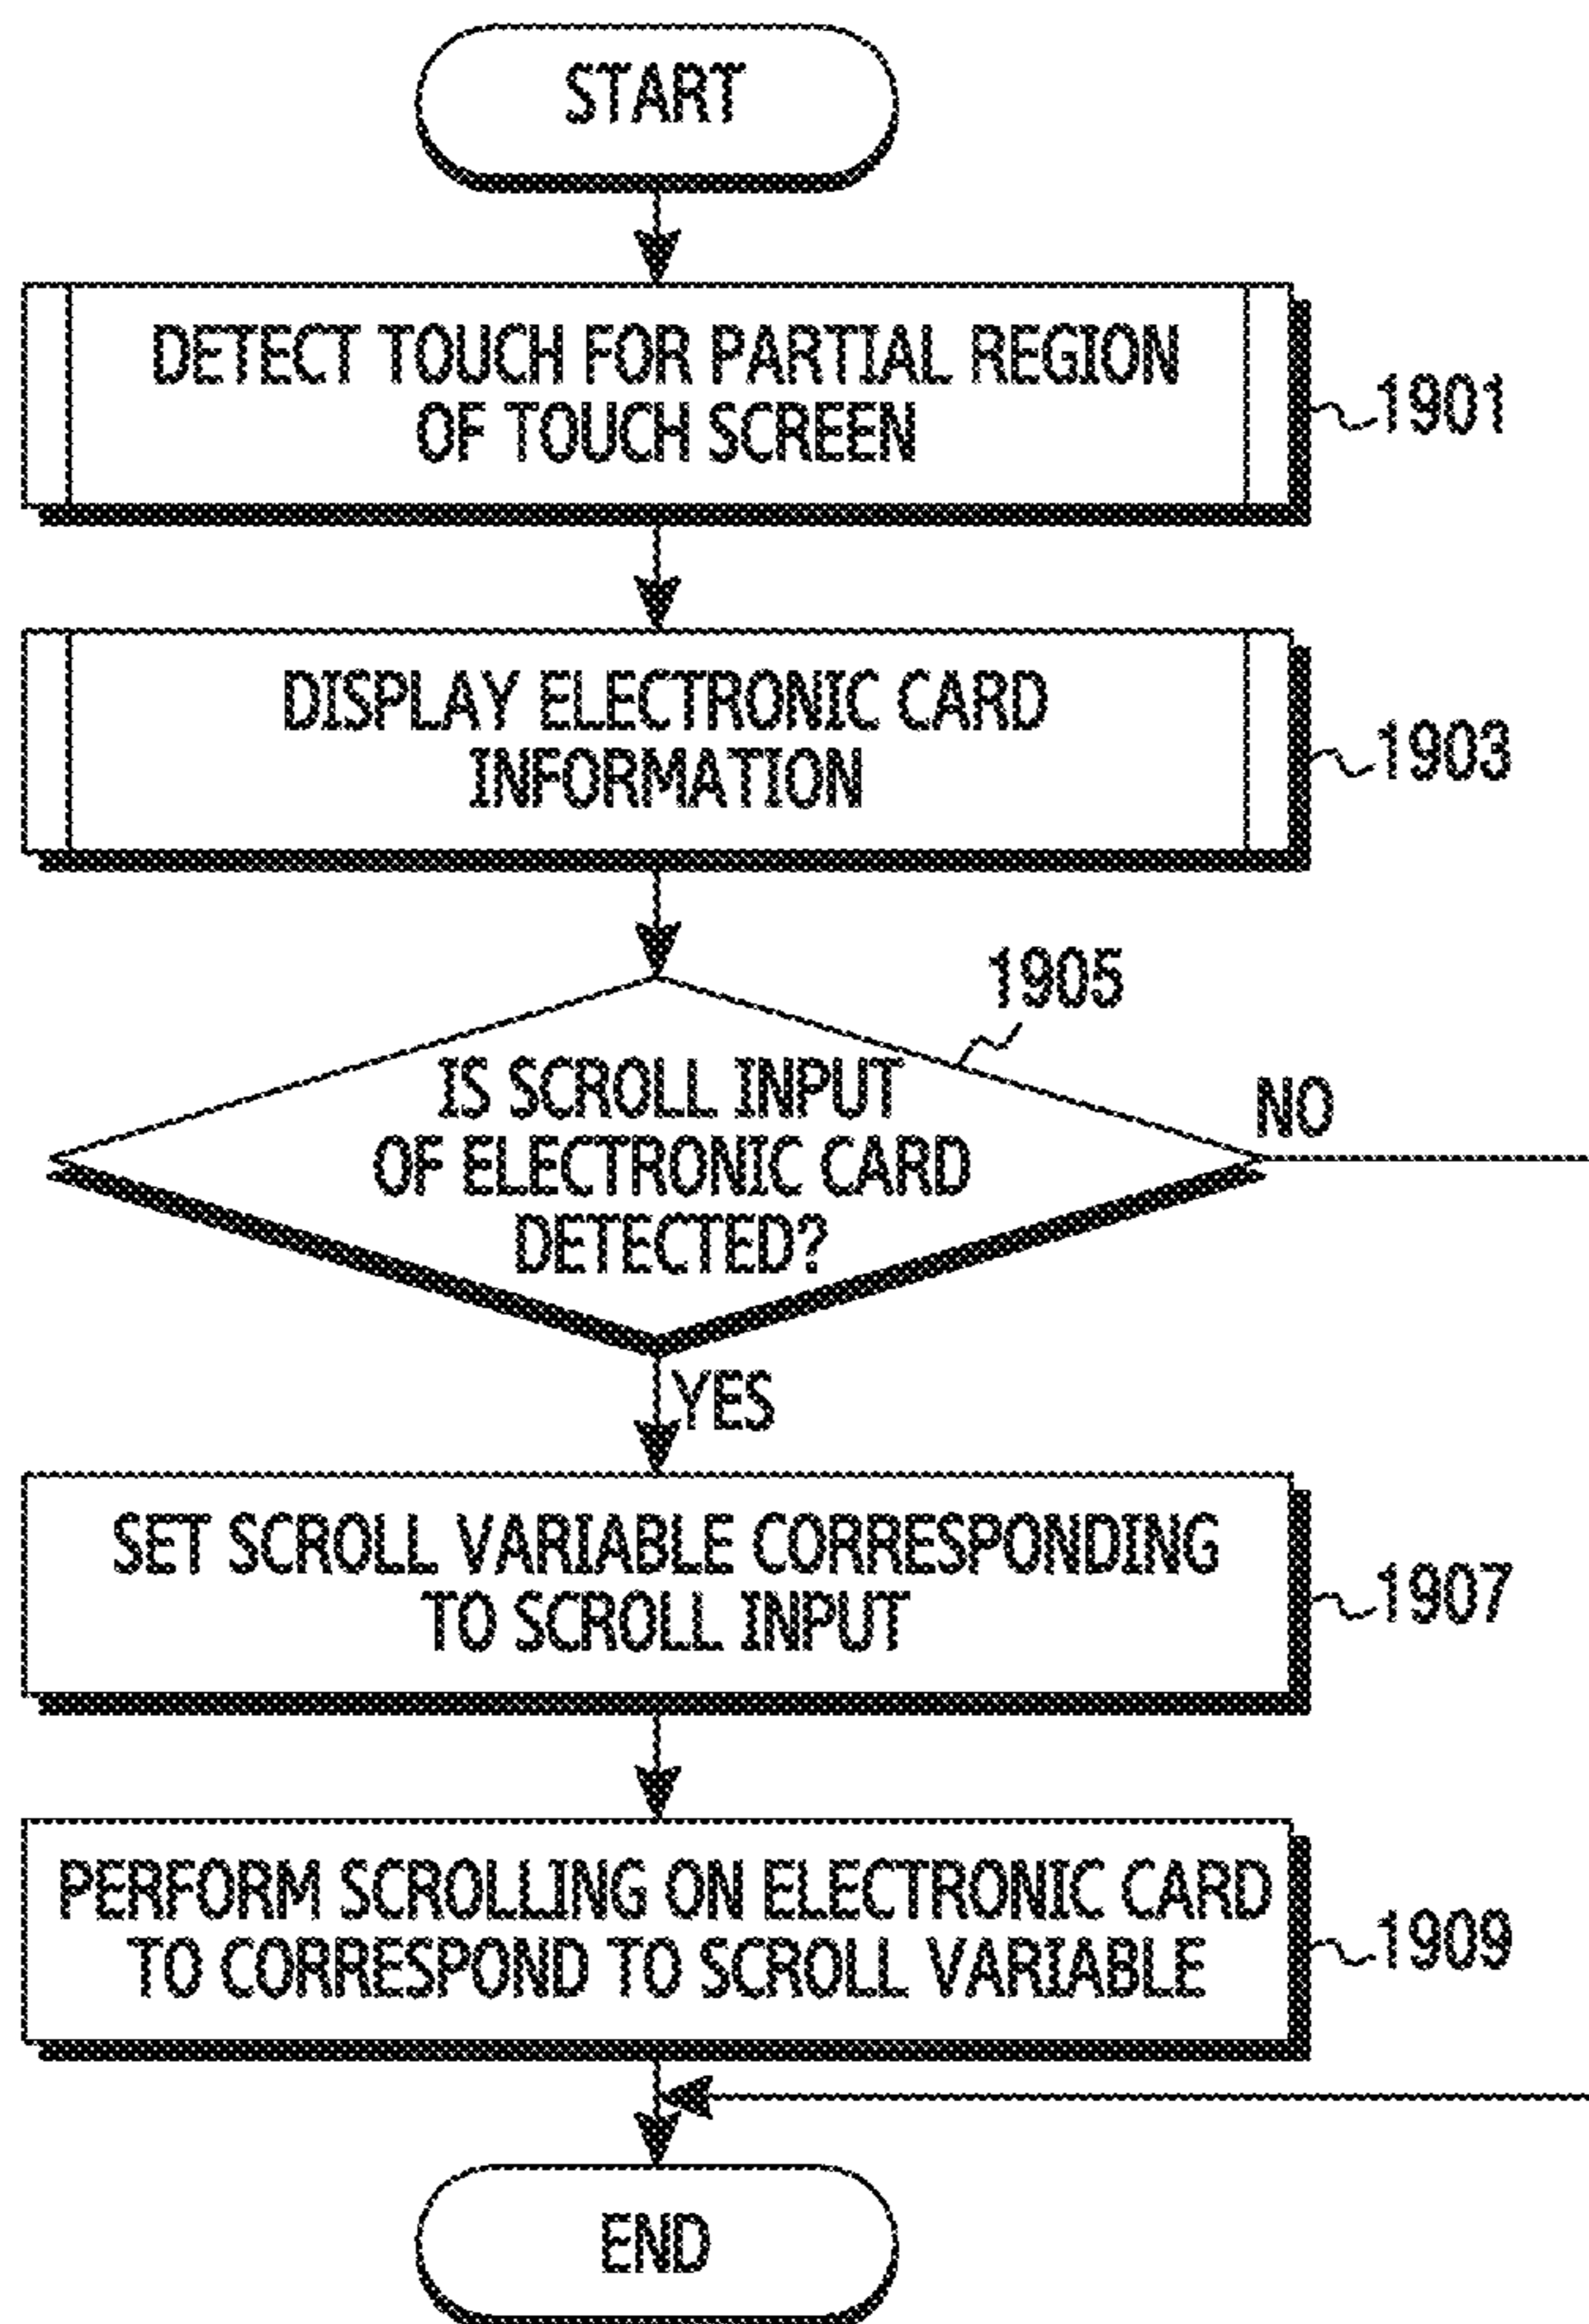 START
DETECT TOUCH FOR PARTIAL REGION
OF TOUCH SCREEN
1901
DISPLAY ELECTRONIC CARD
INFORMATION
1903
1905
IS SCROLL INPUT
OF ELECTRONIC CARD
DETECTED?
NO
YES
SET SCROLL VARIABLE CORRESPONDING
TO SCROLL INPUT
1907
PERFORM SCROLLING ON ELECTRONIC CARD
TO CORRESPOND TO SCROLL VARIABLE
1909
END